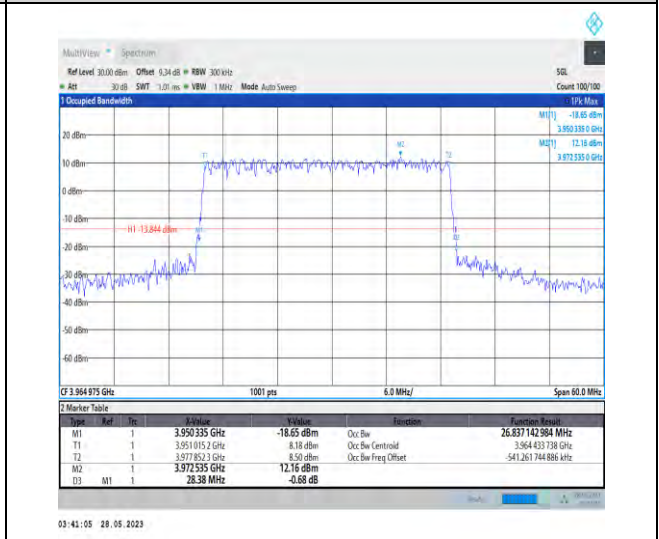 MultiView Spectrum
Ref Level 30.00 dBm Offset 9.34 dB RBW 300 kHz SGL
Att 30 dB SWT 1.01 ms VBW 1 MHz Mode Auto Sweep Count 100/100
1 Occupied Bandwidth 1Pk Max
M1[1] -18.65 dBm
3.950 335 0 GHz
M2[1] 12.16 dBm
3.972 535 0 GHz
20 dBm
T1 M2 T2
10 dBm
0 dBm
-10 dBm
H1 -13.844 dBm M1
D3
-30 dBm
-40 dBm
-50 dBm
-60 dBm
CF 3.964 975 GHz 1001 pts 6.0 MHz/ Span 60.0 MHz
2 Marker Table
Type Ref Trc X-Value Y-Value Function Function Result
M1 1 3.950 335 GHz -18.65 dBm Occ Bw 26.837 142 984 MHz
T1 1 3.951 015 2 GHz 8.18 dBm Occ Bw Centroid 3.964 433 738 GHz
T2 1 3.977 852 3 GHz 8.50 dBm Occ Bw Freq Offset -541.261 744 886 kHz
M2 1 3.972 535 GHz 12.16 dBm
D3 M1 1 28.38 MHz -0.68 dB
03:41:05 28.05.2023